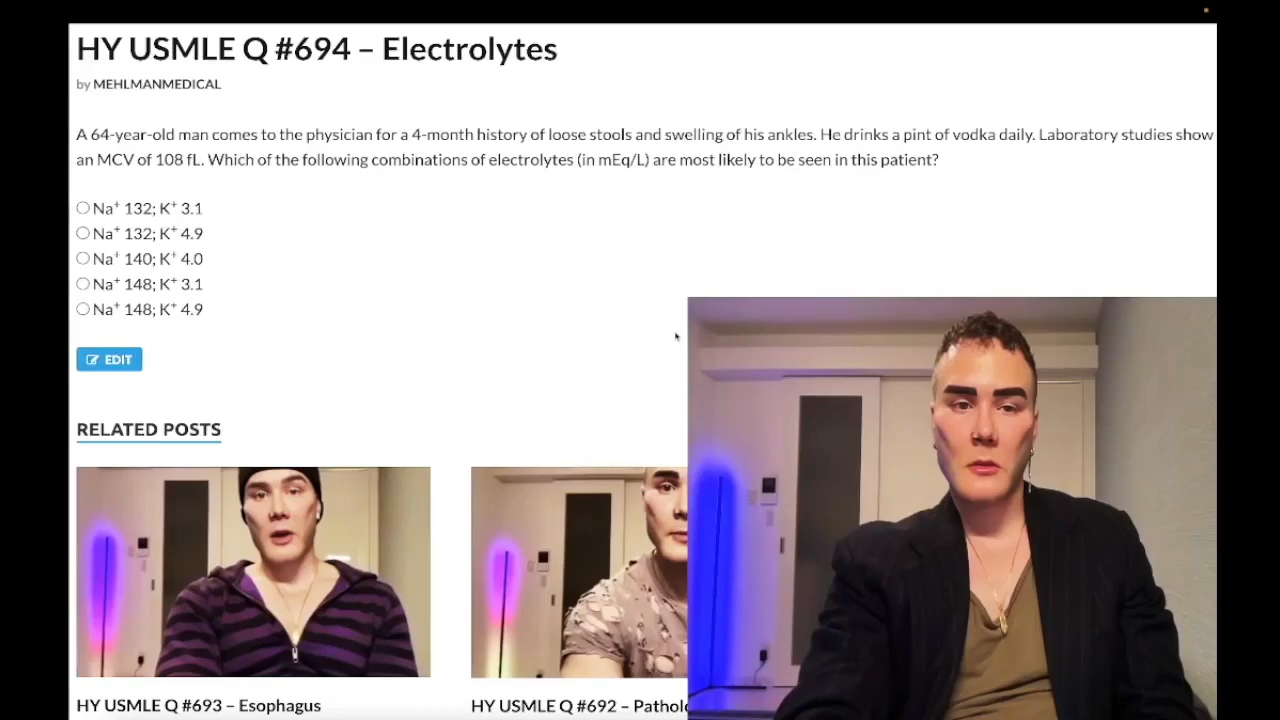 HY USMLE Q #694 – Electrolytes
by MEHLMANMEDICAL
A 64-year-old man comes to the physician for a 4-month history of loose stools and swelling of his ankles. He drinks a pint of vodka daily. Laboratory studies show
an MCV of 108 fL. Which of the following combinations of electrolytes (in mEq/L) are most likely to be seen in this patient?
Na⁺ 132; K⁺ 3.1
Na⁺ 132; K⁺ 4.9
Na⁺ 140; K⁺ 4.0
Na⁺ 148; K⁺ 3.1
Na⁺ 148; K⁺ 4.9
EDIT
RELATED POSTS
HY USMLE Q #693 – Esophagus
HY USMLE Q #692 – Pathol